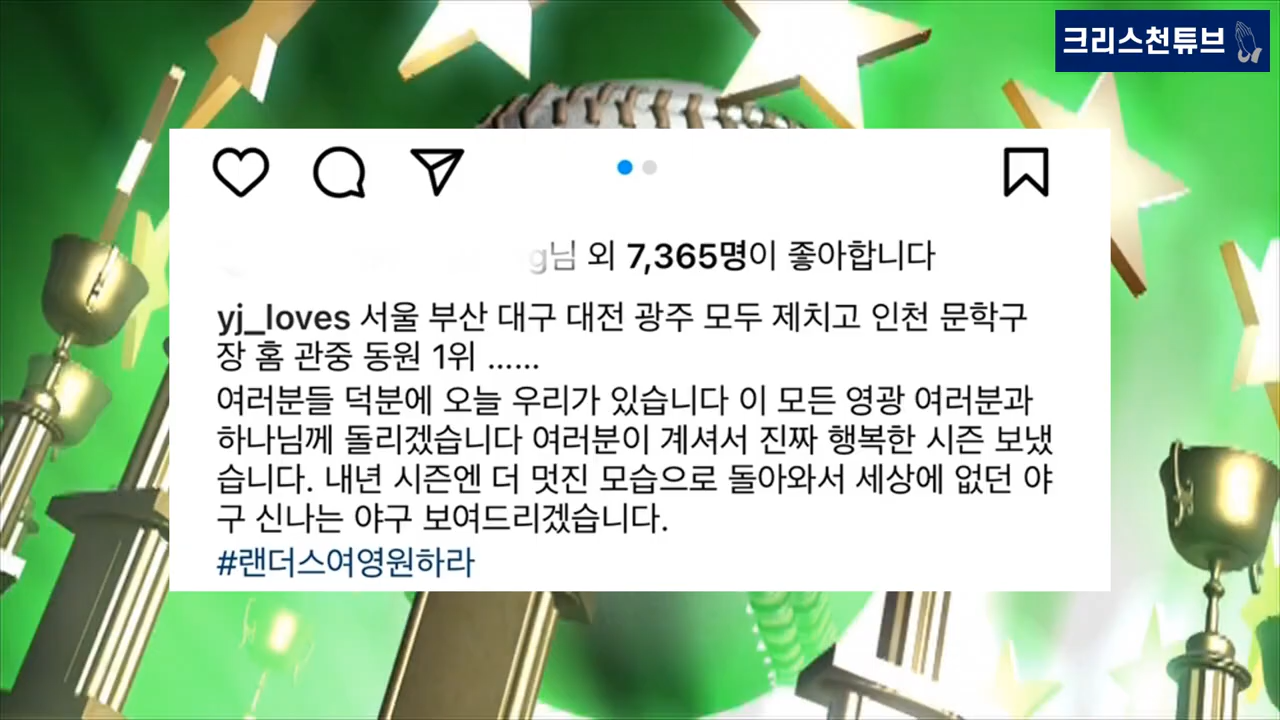 크리스천튜브
님 외 7,365명이 좋아합니다
yj_loves 서울 부산 대구 대전 광주 모두 제치고 인천 문학구
장 홈 관중 동원 1위 ......
여러분들 덕분에 오늘 우리가 있습니다 이 모든 영광 여러분과
하나님께 돌리겠습니다 여러분이 계셔서 진짜 행복한 시즌 보냈
습니다. 내년 시즌엔 더 멋진 모습으로 돌아와서 세상에 없던 야
구 신나는 야구 보여드리겠습니다.
#랜더스여영원하라